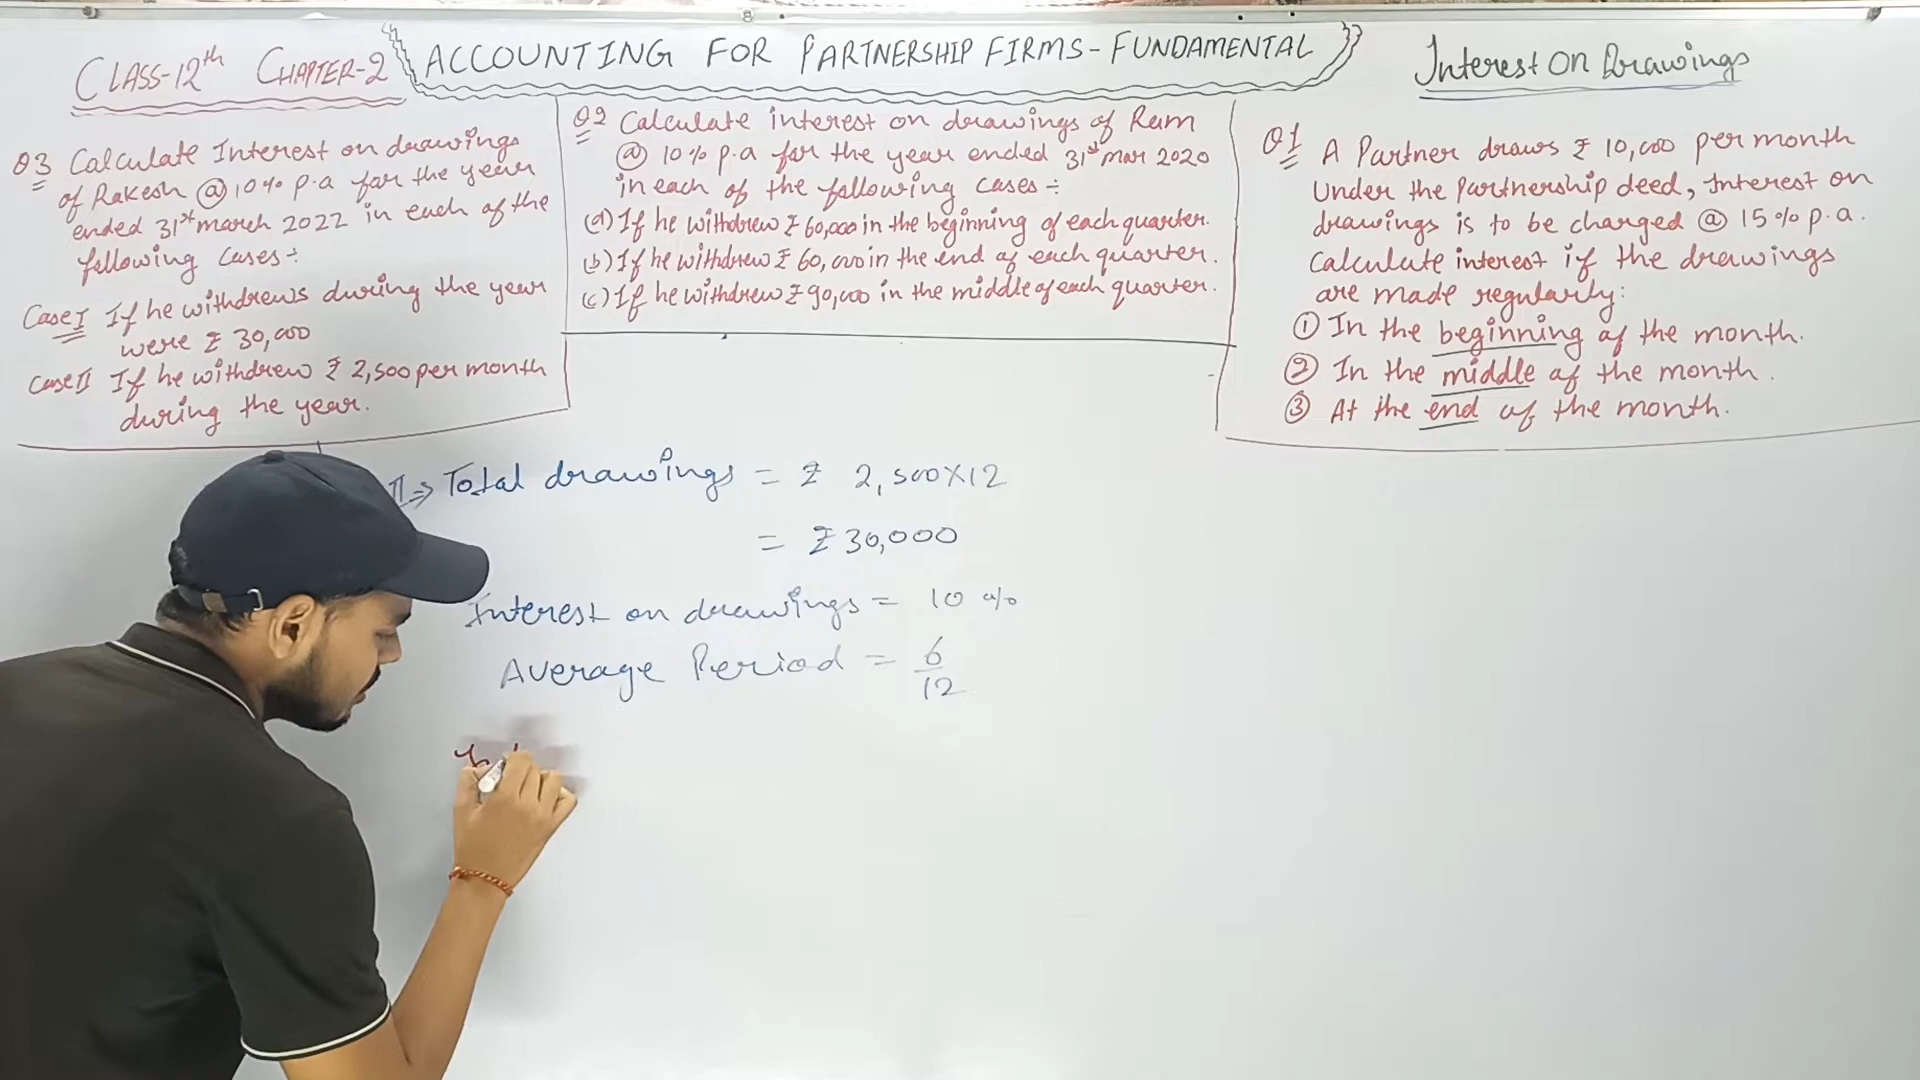 CLASS-12th CHAPTER-2
ACCOUNTING FOR PARTNERSHIP FIRMS-FUNDAMENTAL
Interest On Drawings
Q3 Calculate Interest on drawings
of Rakesh @ 10% p.a for the year
ended 31st march 2022 in each of the
following cases:-
Case I If he withdrews during the year
were ₹ 30,000
Case II If he withdrew ₹ 2,500 per month
during the year.
Q2 Calculate interest on drawings of Ram
@ 10% p.a for the year ended 31st mar 2020
in each of the following cases:-
(a) If he withdrew ₹ 60,000 in the beginning of each quarter.
(b) If he withdrew ₹ 60,000 in the end of each quarter.
(c) If he withdrew ₹ 90,000 in the middle of each quarter.
Q1 A Partner draws ₹ 10,000 per month
Under the Partnership deed, Interest on
drawings is to be charged @ 15% p.a.
Calculate interest if the drawings
are made regularly:
① In the beginning of the month.
② In the middle of the month.
③ At the end of the month.
II ⇒ Total drawings = ₹ 2,500×12
= ₹30,000
Interest on drawings = 10%
Average Period = 6/12